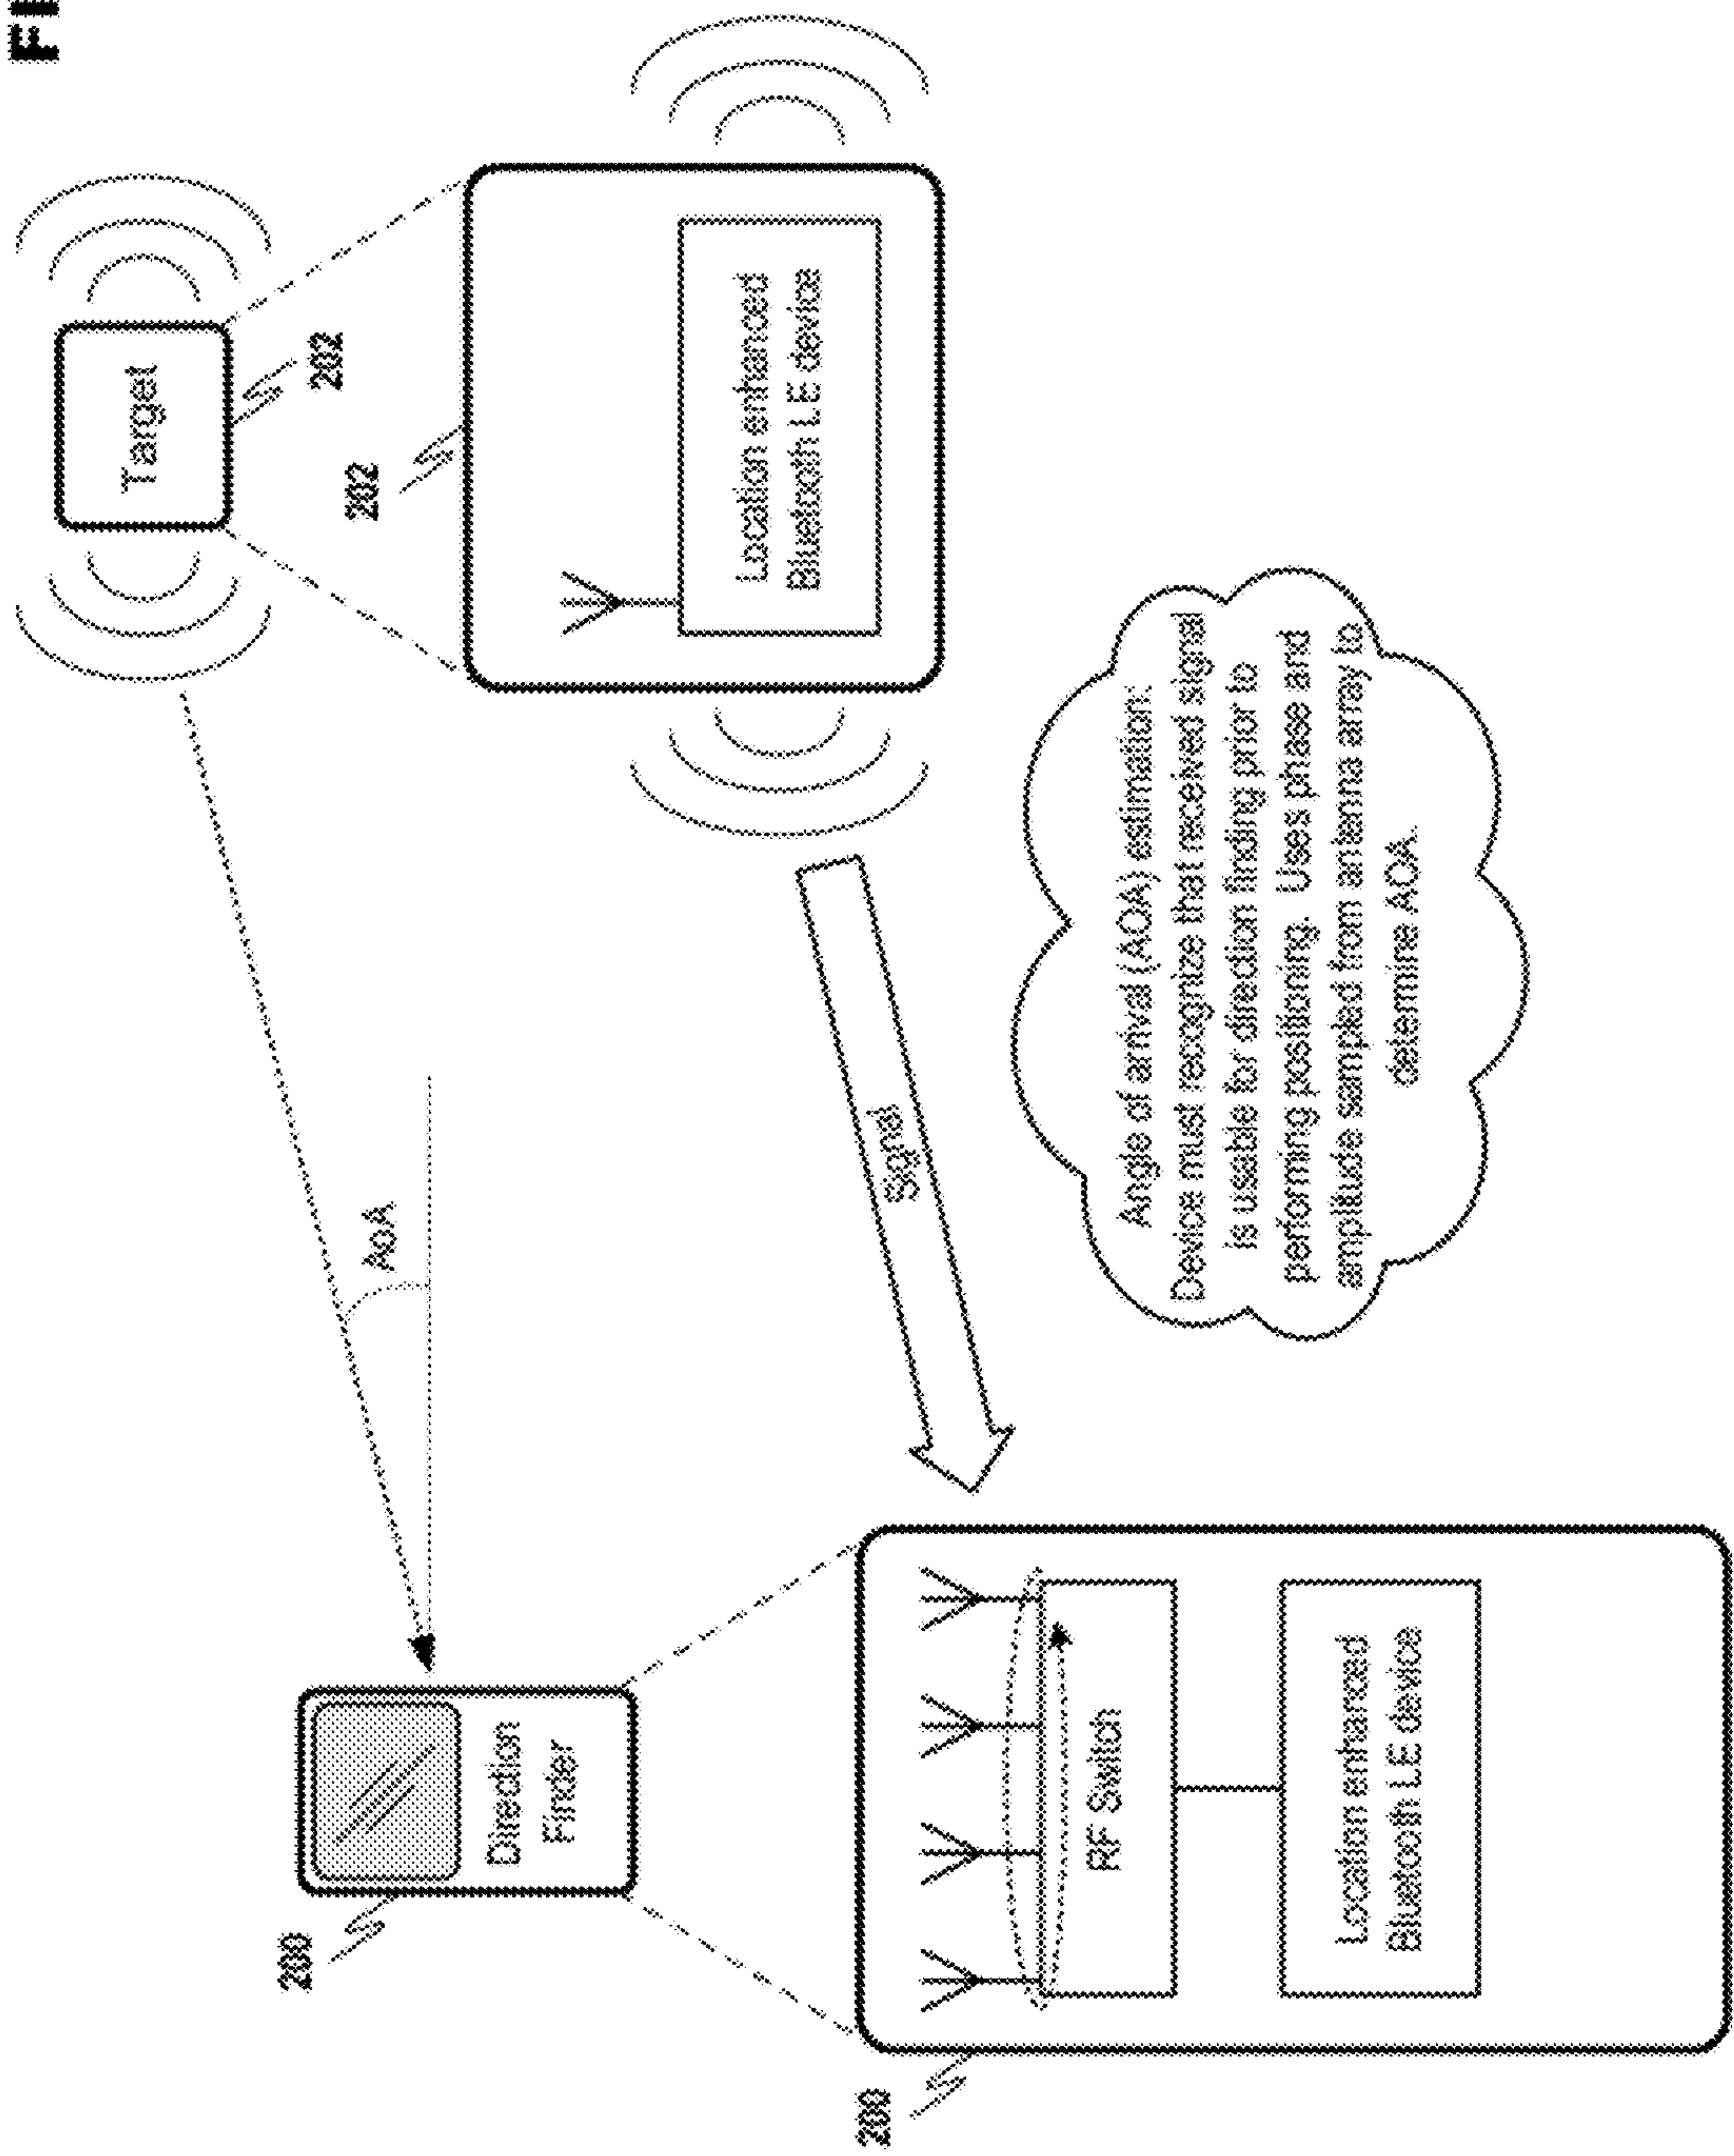 FI
Target
202
202
Location enhanced
Bluetooth LE device
AoA
Direction
Finder
200
Signal
Angle of arrival (AOA) estimation:
Device must recognize that received signal
is usable for direction finding prior to
performing positioning. Uses phase and
amplitude sampled from antenna array to
determine AOA.
200
RF Switch
Location enhanced
Bluetooth LE device